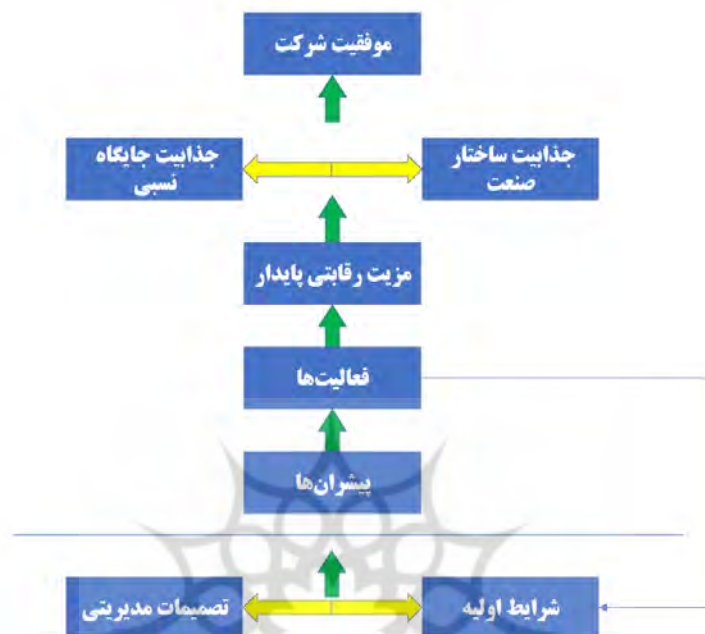 موفقیت شرکت
جذابیت ساختار
صنعت
جذابیت جایگاه
نسبی
مزیت رقابتی پایدار
فعالیت‌ها
پیشران‌ها
شرایط اولیه
تصمیمات مدیریتی